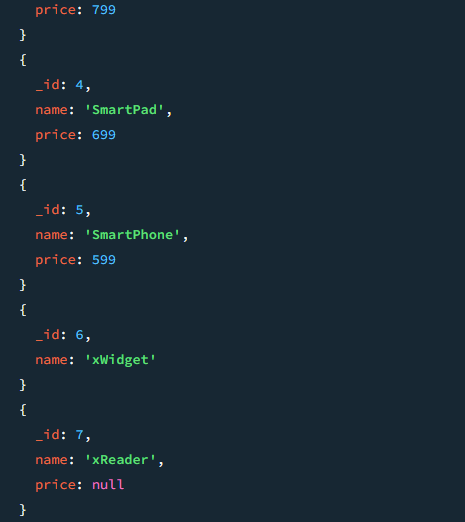 price: 799
}
{
_id: 4,
name: 'SmartPad',
price: 699
}
{
_id: 5,
name: 'SmartPhone',
price: 599
}
{
_id: 6,
name: 'xWidget'
}
{
_id: 7,
name: 'xReader',
price: null
}